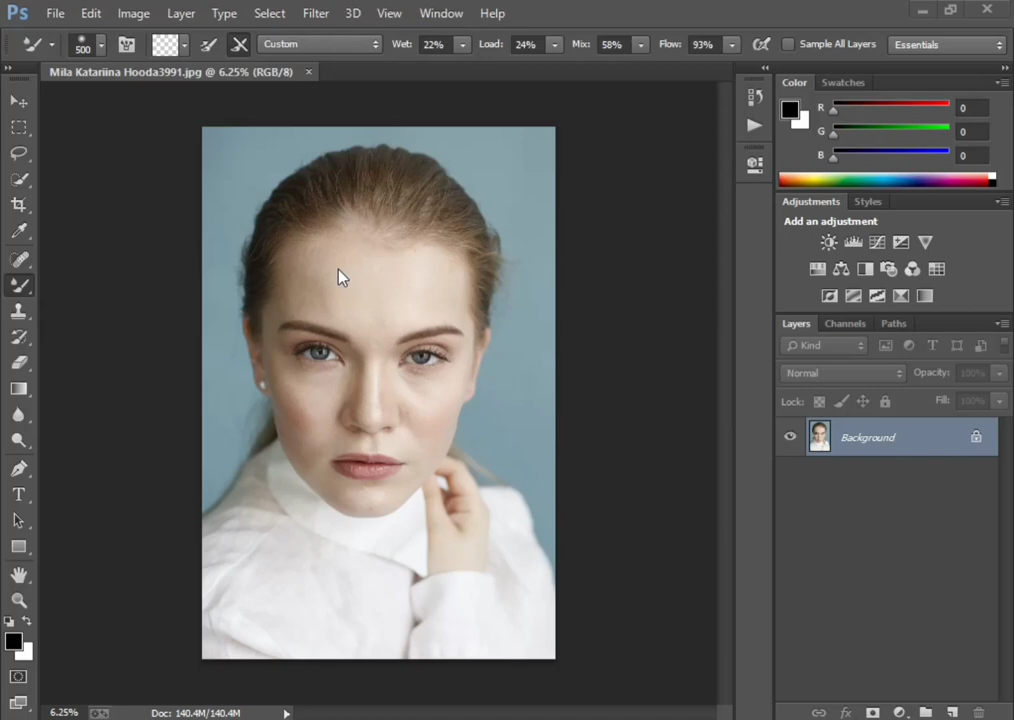 Ps File Edit Image Layer Type Select Filter 3D View Window Help
500 Custom Wet: 22% Load: 24% Mix: 58% Flow: 93% Sample All Layers Essentials
Mila Katariina Hooda3991.jpg @ 6.25% (RGB/8) ×
Color Swatches
R 0
G 0
B 0
Adjustments Styles
Add an adjustment
Layers Channels Paths
Kind T
Normal Opacity: 100%
Lock: Fill: 100%
Background
T
6.25% Doc: 140.4M/140.4M
fx